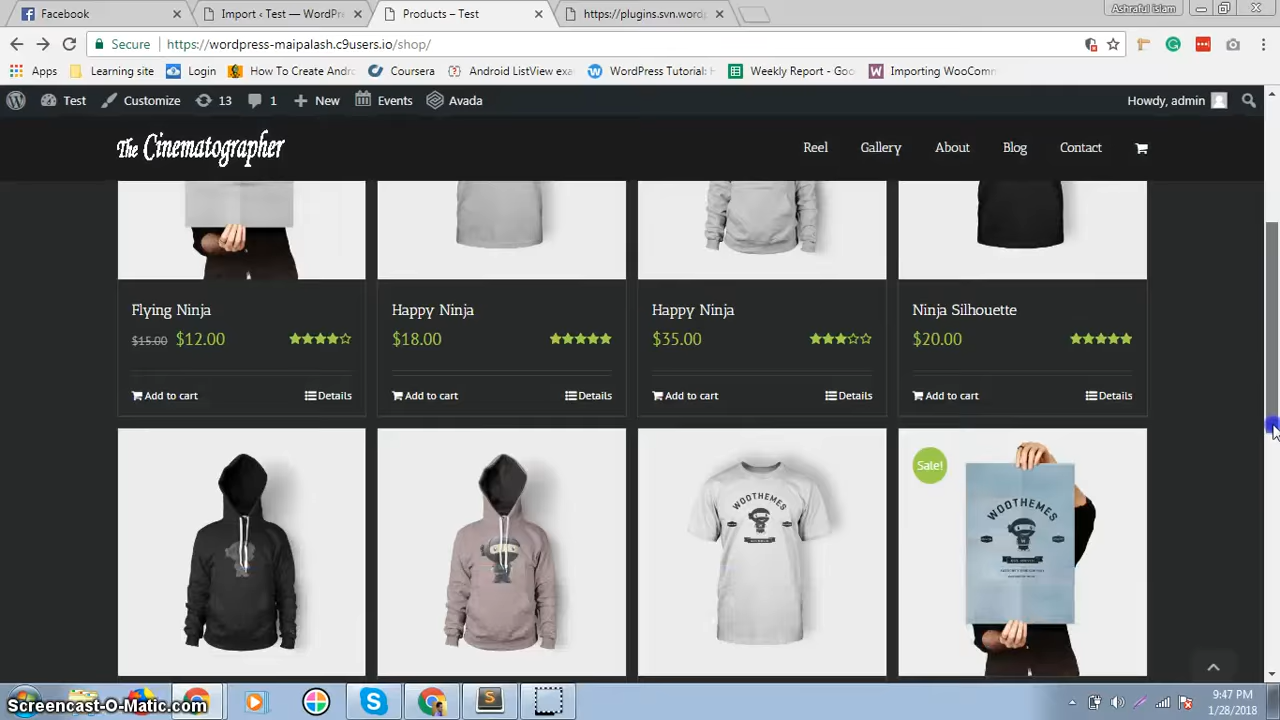 Facebook
Import ‹ Test — WordPr
Products – Test
https://plugins.svn.word
Ashraful islam
Secure
https://wordpress-maipalash.c9users.io/shop/
Apps
Learning site
Login
How To Create Andro
Coursera
Android ListView exa
WordPress Tutorial:
Weekly Report - Goo
Importing WooComm
Test
Customize
13
1
New
Events
Avada
Howdy, admin
The Cinematographer
Reel
Gallery
About
Blog
Contact
Flying Ninja
Happy Ninja
Happy Ninja
Ninja Silhouette
$15.00 $12.00
$18.00
$35.00
$20.00
Add to cart
Details
Add to cart
Details
Add to cart
Details
Add to cart
Details
WOOTHEMES
Sale!
WOOTHEMES
Screencast-O-Matic.com
9:47 PM
1/28/2018